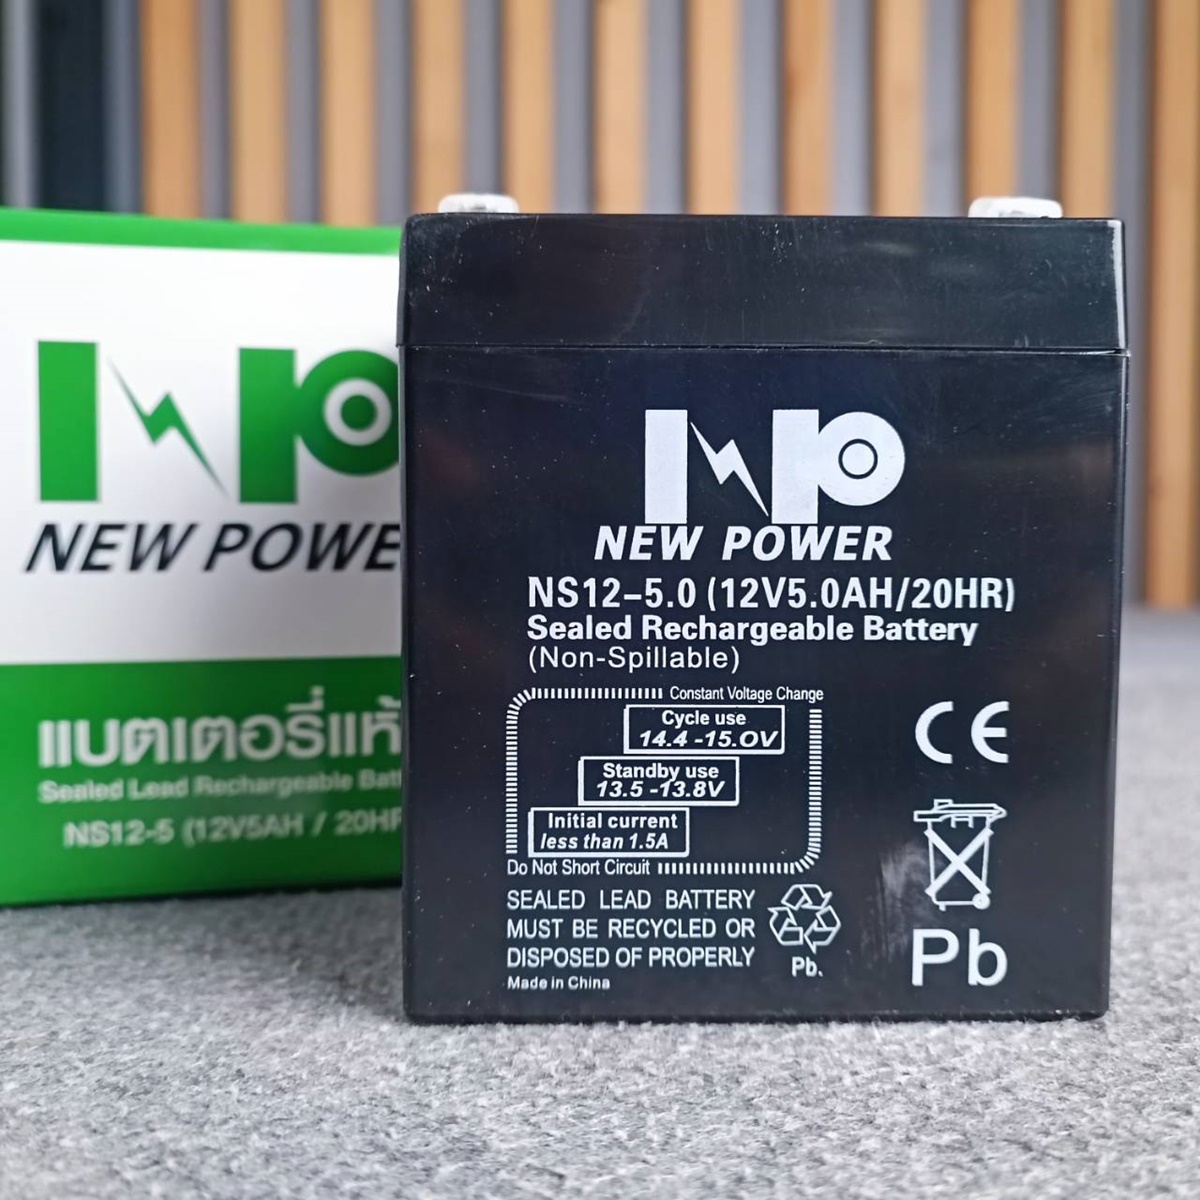 NP
NEW POWE
แบตเตอรี่แห้
Sealed Lead Rechargeable Batt
NS12-5 (12V5AH / 20HR
NP
NEW POWER
NS12-5.0 (12V5.0AH/20HR)
Sealed Rechargeable Battery
(Non-Spillable)
Constant Voltage Change
Cycle use
14.4 -15.0V
Standby use
13.5 -13.8V
Initial current
less than 1.5A
Do Not Short Circuit
SEALED LEAD BATTERY
MUST BE RECYCLED OR
DISPOSED OF PROPERLY
Made in China
Pb.
CE
Pb